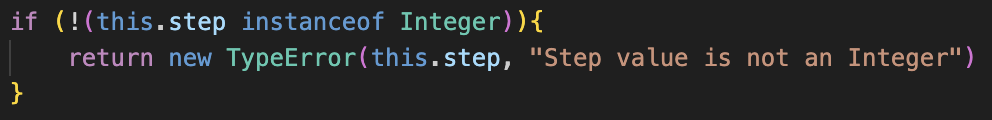 if (!(this.step instanceof Integer)){
    return new TypeError(this.step, "Step value is not an Integer")
}